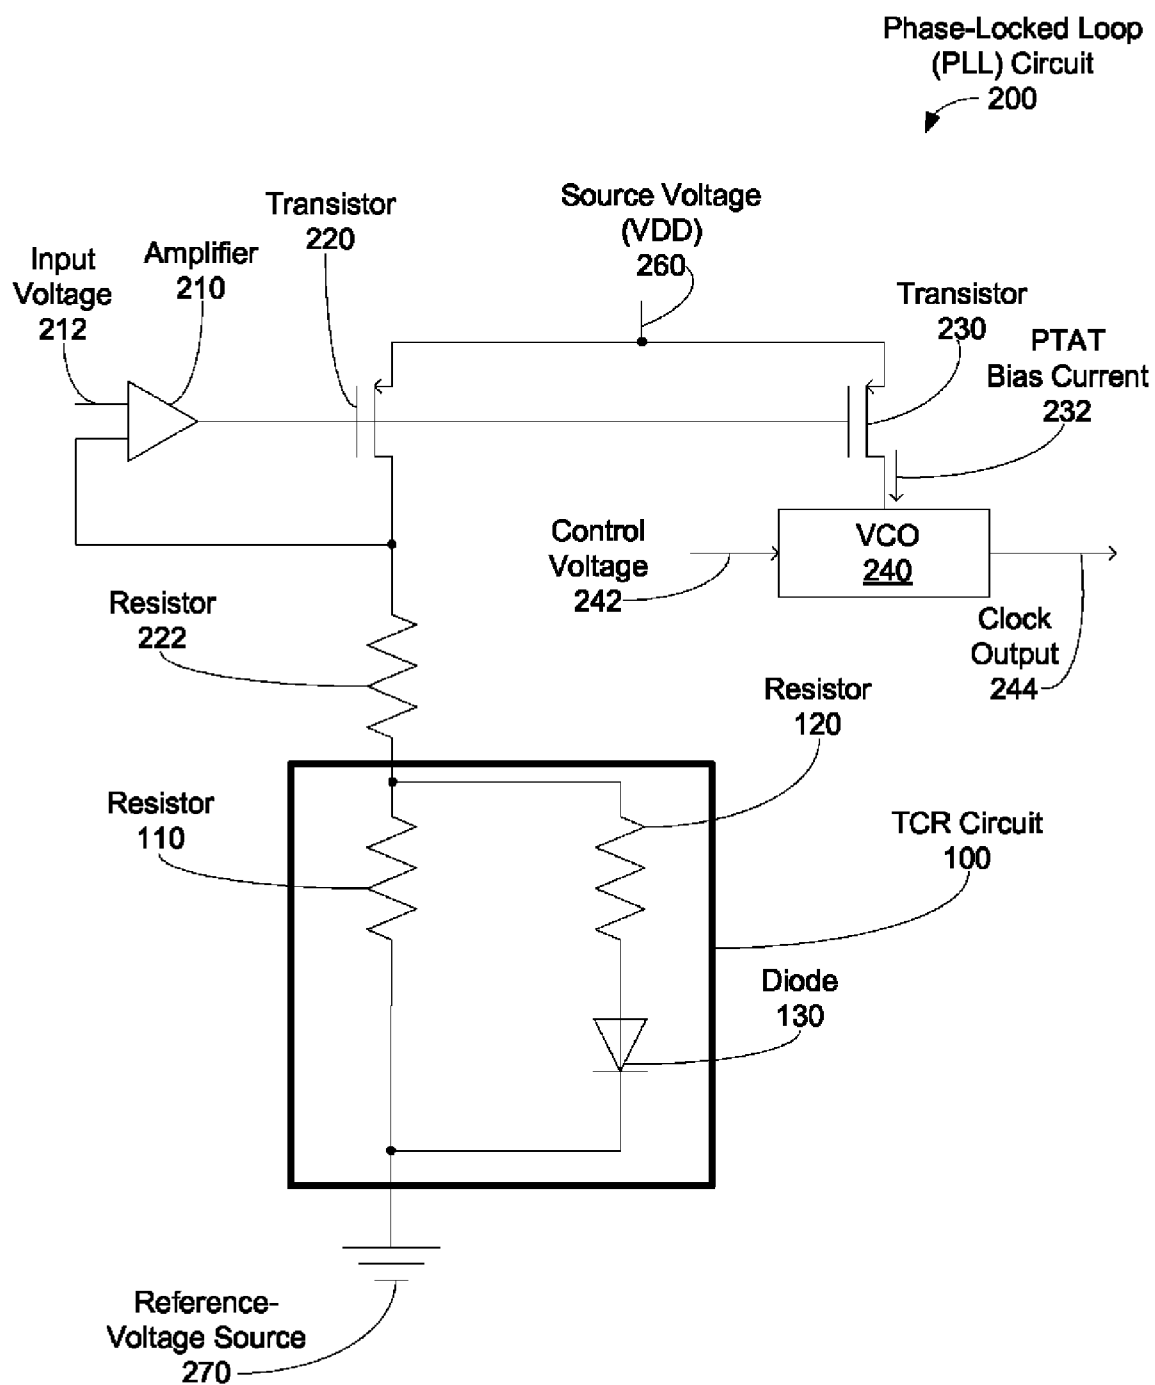 Phase-Locked Loop
(PLL) Circuit
200
Source Voltage
(VDD)
260
Transistor
220
Amplifier
210
Input
Voltage
212
Transistor
230
PTAT
Bias Current
232
Control
Voltage
242
VCO
240
Clock
Output
244
Resistor
222
Resistor
120
Resistor
110
TCR Circuit
100
Diode
130
Reference-
Voltage Source
270